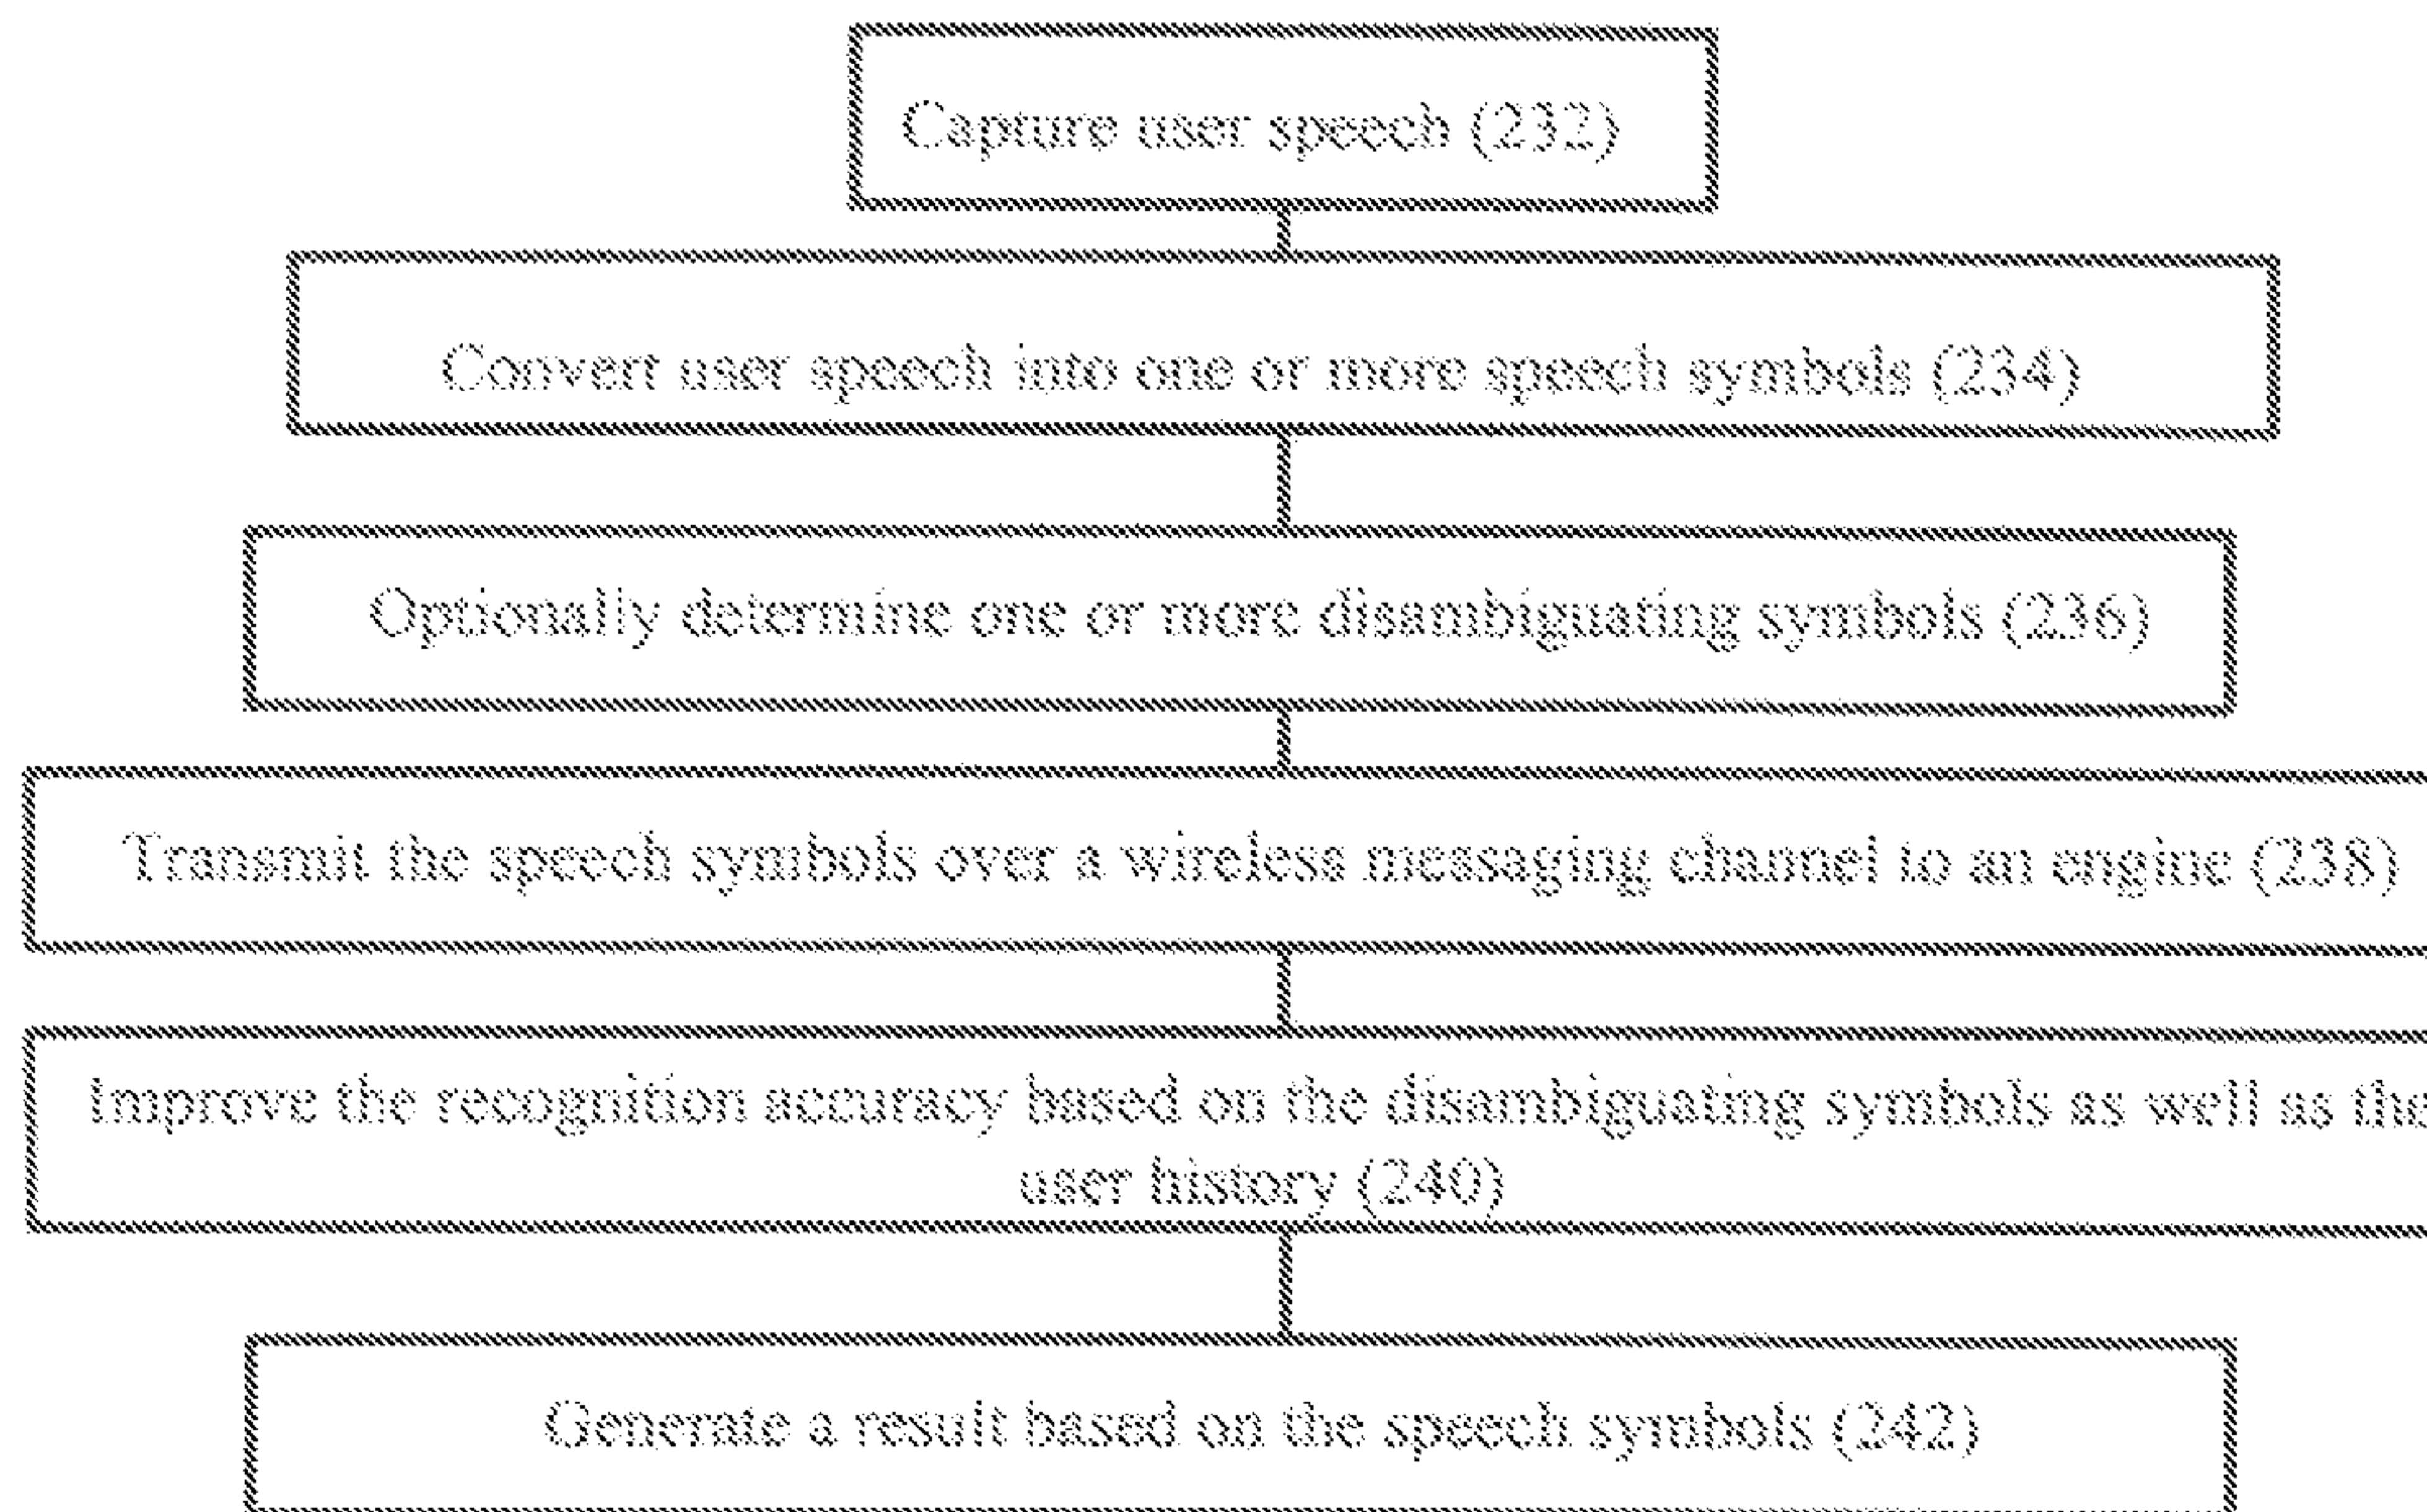 Capture user speech (232)
Convert user speech into one or more speech symbols (234)
Optionally determine one or more disambiguating symbols (236)
Transmit the speech symbols over a wireless messaging channel to an engine (238)
Improve the recognition accuracy based on the disambiguating symbols as well as the
user history (240)
Generate a result based on the speech symbols (242)